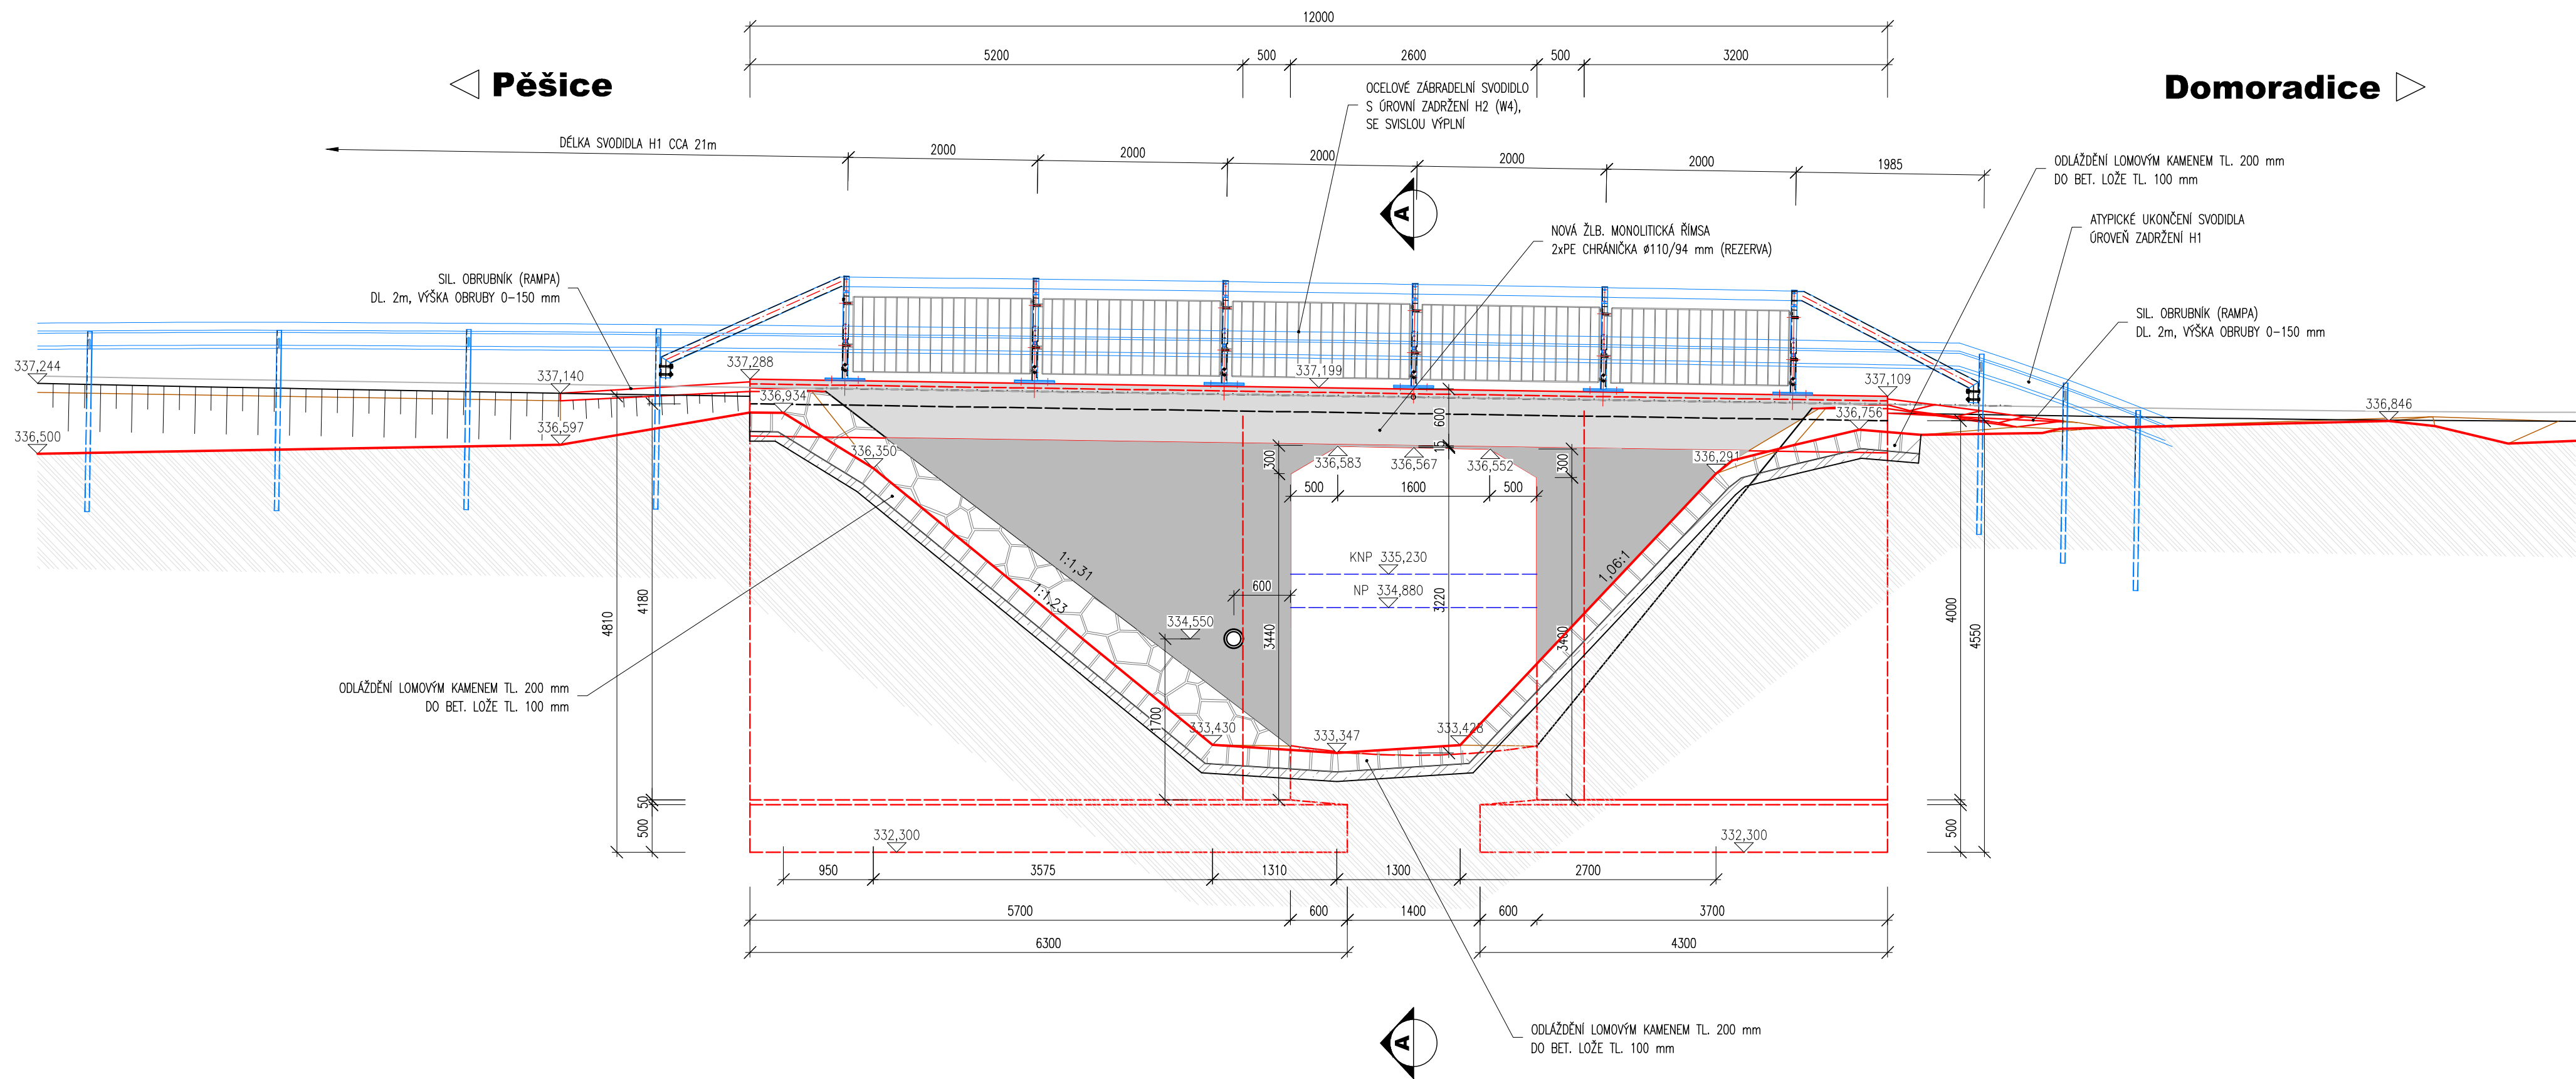 12000
5200
500
2600
500
3200
Pěšice
Domoradice
OCELOVÉ ZÁBRADELNÍ SVODIDLO
S ÚROVNÍ ZADRŽENÍ H2 (W4),
SE SVISLOU VÝPLNÍ
DÉLKA SVODIDLA H1 CCA 21m
2000
2000
2000
2000
2000
1985
ODLÁŽDĚNÍ LOMOVÝM KAMENEM TL. 200 mm
DO BET. LOŽE TL. 100 mm
A
ATYPICKÉ UKONČENÍ SVODIDLA
ÚROVEŇ ZADRŽENÍ H1
NOVÁ ŽLB. MONOLITICKÁ ŘÍMSA
2xPE CHRÁNIČKA ø110/94 mm (REZERVA)
SIL. OBRUBNÍK (RAMPA)
DL. 2m, VÝŠKA OBRUBY 0-150 mm
SIL. OBRUBNÍK (RAMPA)
DL. 2m, VÝŠKA OBRUBY 0-150 mm
337,244
337,140
337,288
337,199
337,109
336,934
336,846
336,500
336,597
336,756
600
15
336,350
300
336,583
336,567
336,552
300
336,291
500
1600
500
1:1,31
1:1,23
1,06:1
KNP 335,230
NP 334,880
600
3220
334,550
3440
3400
4810
4180
4000
4550
ODLÁŽDĚNÍ LOMOVÝM KAMENEM TL. 200 mm
DO BET. LOŽE TL. 100 mm
1700
333,430
333,347
333,428
50
500
332,300
332,300
500
950
3575
1310
1300
2700
5700
600
1400
600
3700
6300
4300
ODLÁŽDĚNÍ LOMOVÝM KAMENEM TL. 200 mm
DO BET. LOŽE TL. 100 mm
A